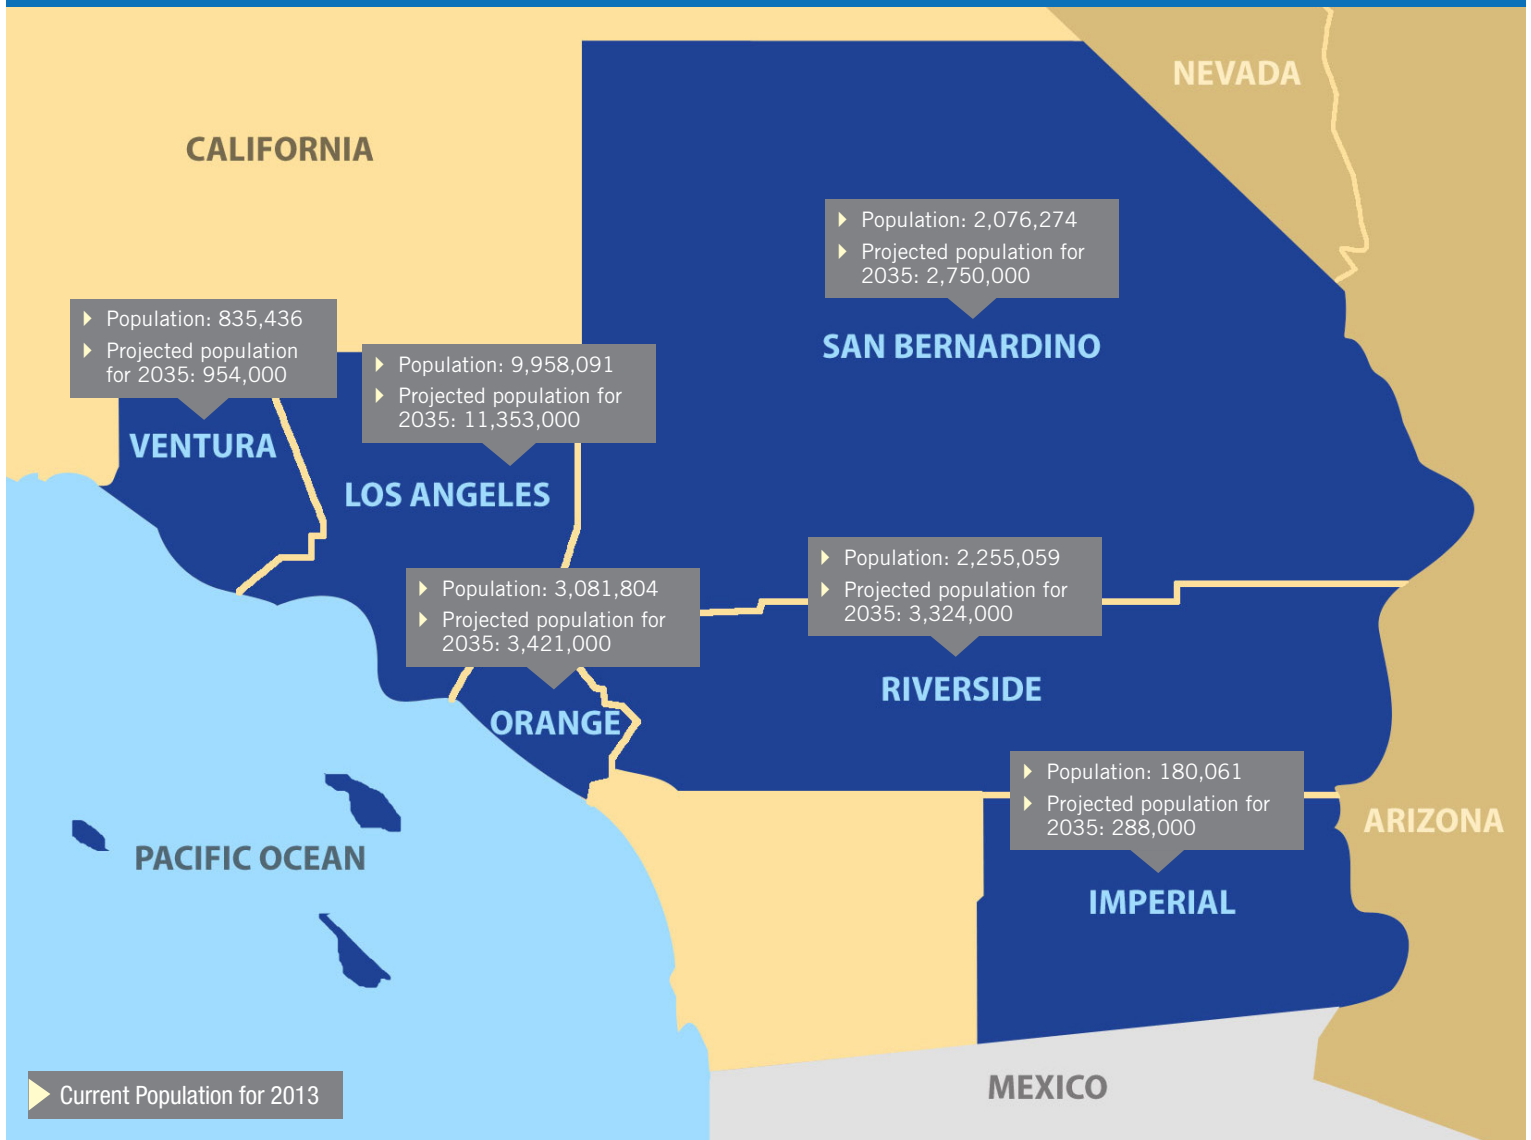 NEVADA
CALIFORNIA
Population: 2,076,274
Projected population for
2035: 2,750,000
SAN BERNARDINO
Population: 835,436
Projected population
for 2035: 954,000
VENTURA
Population: 9,958,091
Projected population for
2035: 11,353,000
LOS ANGELES
Population: 3,081,804
Projected population for
2035: 3,421,000
ORANGE
Population: 2,255,059
Projected population for
2035: 3,324,000
RIVERSIDE
Population: 180,061
Projected population for
2035: 288,000
IMPERIAL
ARIZONA
PACIFIC OCEAN
MEXICO
Current Population for 2013